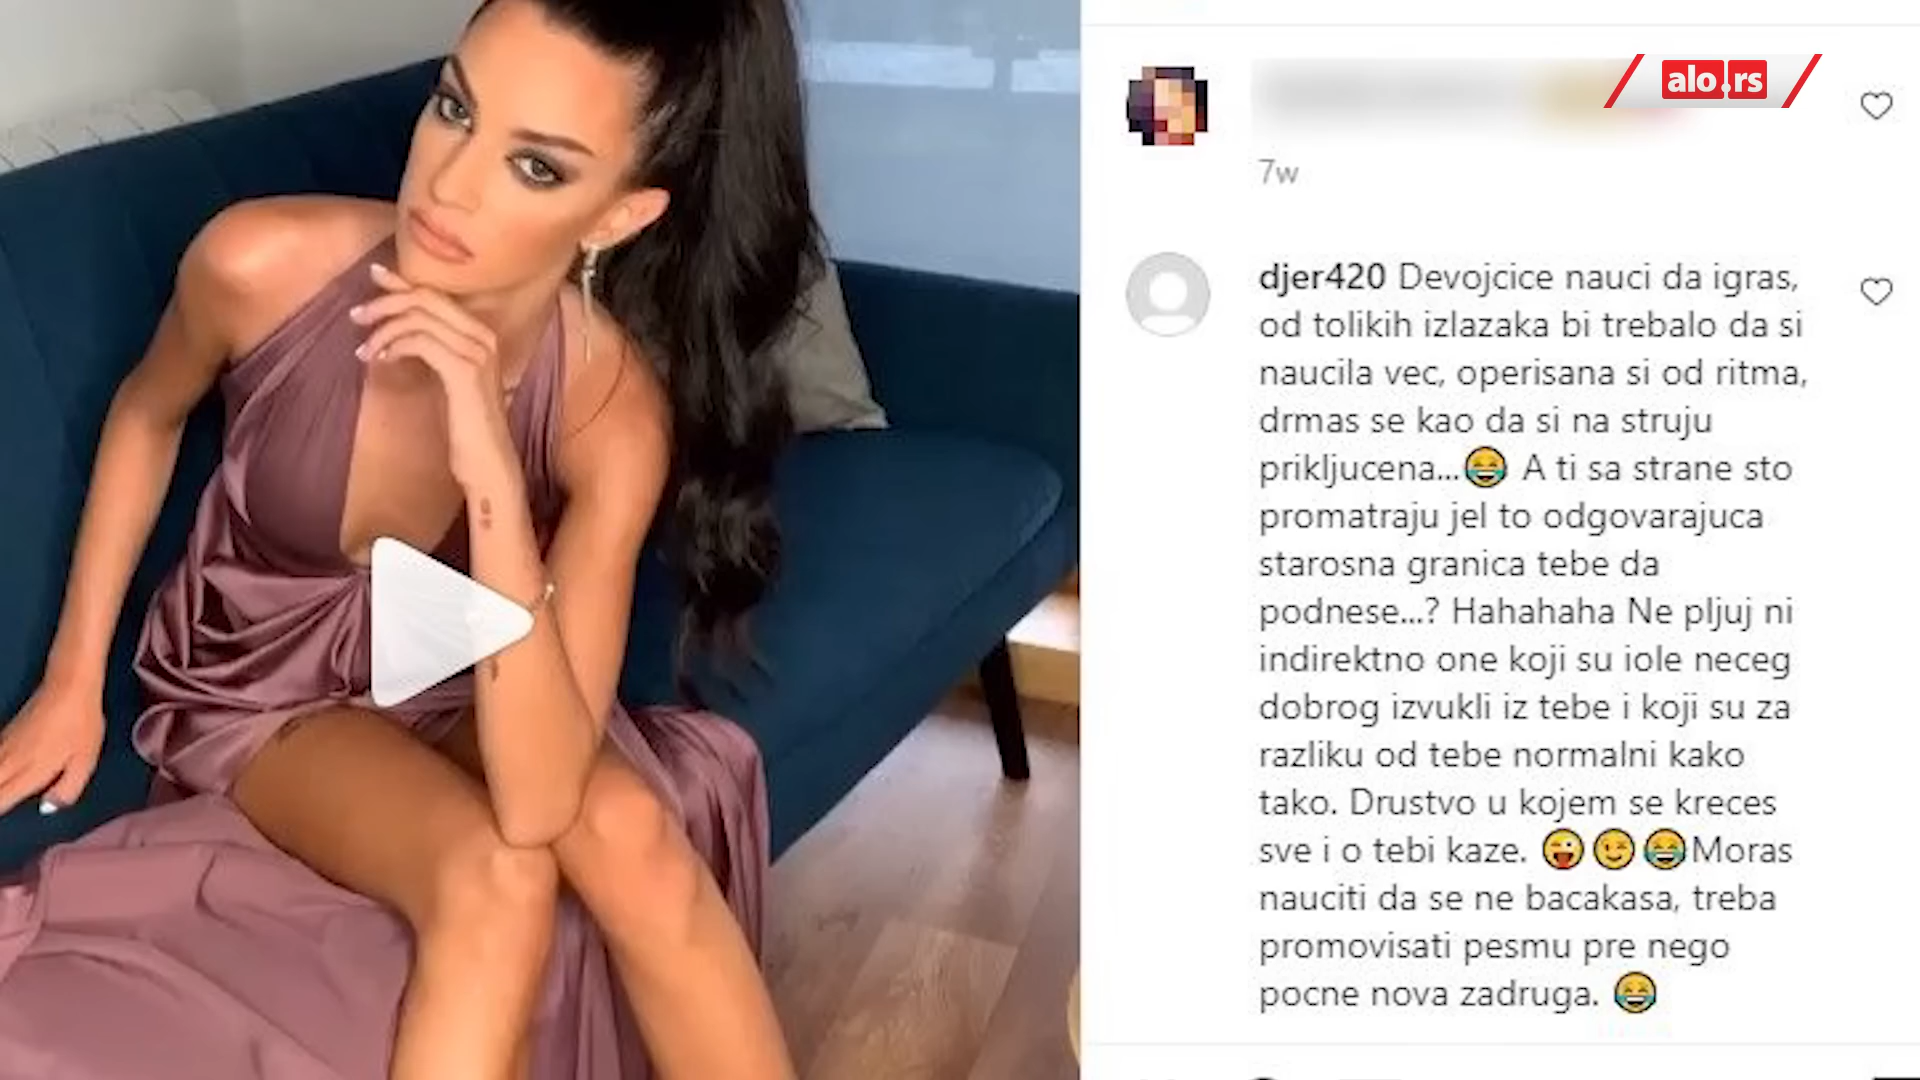 alo.rs
7w
djer420 Devojcice nauci da igras,
od tolikih izlazaka bi trebalo da si
naucila vec, operisana si od ritma,
drmas se kao da si na struju
prikljucena...😂 A ti sa strane sto
promatraju jel to odgovarajuca
starosna granica tebe da
podnese...? Hahahaha Ne pljuj ni
indirektno one koji su iole neceg
dobrog izvukli iz tebe i koji su za
razliku od tebe normalni kako
tako. Drustvo u kojem se kreces
sve i o tebi kaze. 😜😉😂Moras
nauciti da se ne bacakasa, treba
promovisati pesmu pre nego
pocne nova zadruga. 😂